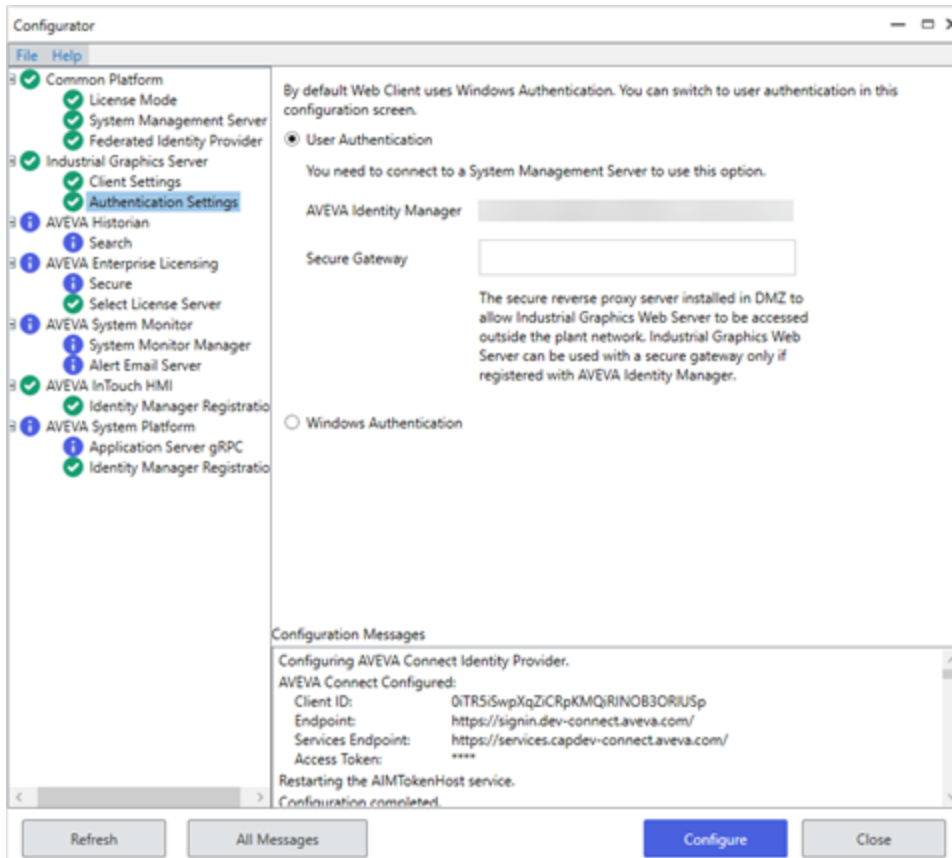 Configurator
File Help
Common Platform
License Mode
System Management Server
Federated Identity Provider
Industrial Graphics Server
Client Settings
Authentication Settings
AVEVA Historian
Search
AVEVA Enterprise Licensing
Secure
Select License Server
AVEVA System Monitor
System Monitor Manager
Alert Email Server
AVEVA InTouch HMI
Identity Manager Registratio
AVEVA System Platform
Application Server gRPC
Identity Manager Registratio
By default Web Client uses Windows Authentication. You can switch to user authentication in this
configuration screen.
User Authentication
You need to connect to a System Management Server to use this option.
AVEVA Identity Manager
Secure Gateway
The secure reverse proxy server installed in DMZ to
allow Industrial Graphics Web Server to be accessed
outside the plant network. Industrial Graphics Web
Server can be used with a secure gateway only if
registered with AVEVA Identity Manager.
Windows Authentication
Configuration Messages
Configuring AVEVA Connect Identity Provider.
AVEVA Connect Configured:
Client ID: 0iTR5iSwpXqZiCRpKMQiRINOB3ORIUSp
Endpoint: https://signin.dev-connect.aveva.com/
Services Endpoint: https://services.capdev-connect.aveva.com/
Access Token: ****
Restarting the AIMTokenHost service.
Configuration completed.
Refresh All Messages Configure Close